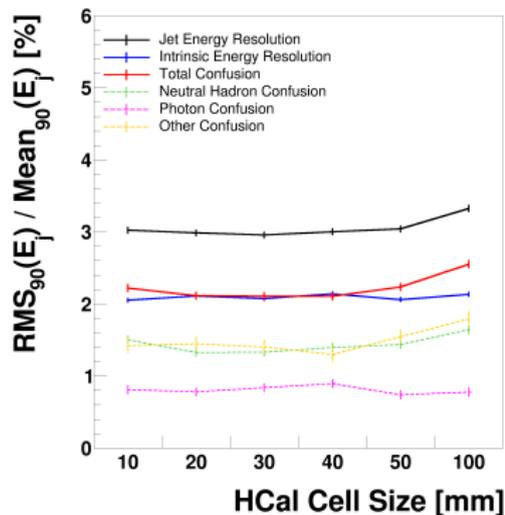 RMS90(Ej) / Mean90(Ej) [%]
6
5
4
3
2
1
0
Jet Energy Resolution
Intrinsic Energy Resolution
Total Confusion
Neutral Hadron Confusion
Photon Confusion
Other Confusion
10 20 30 40 50 100
HCal Cell Size [mm]